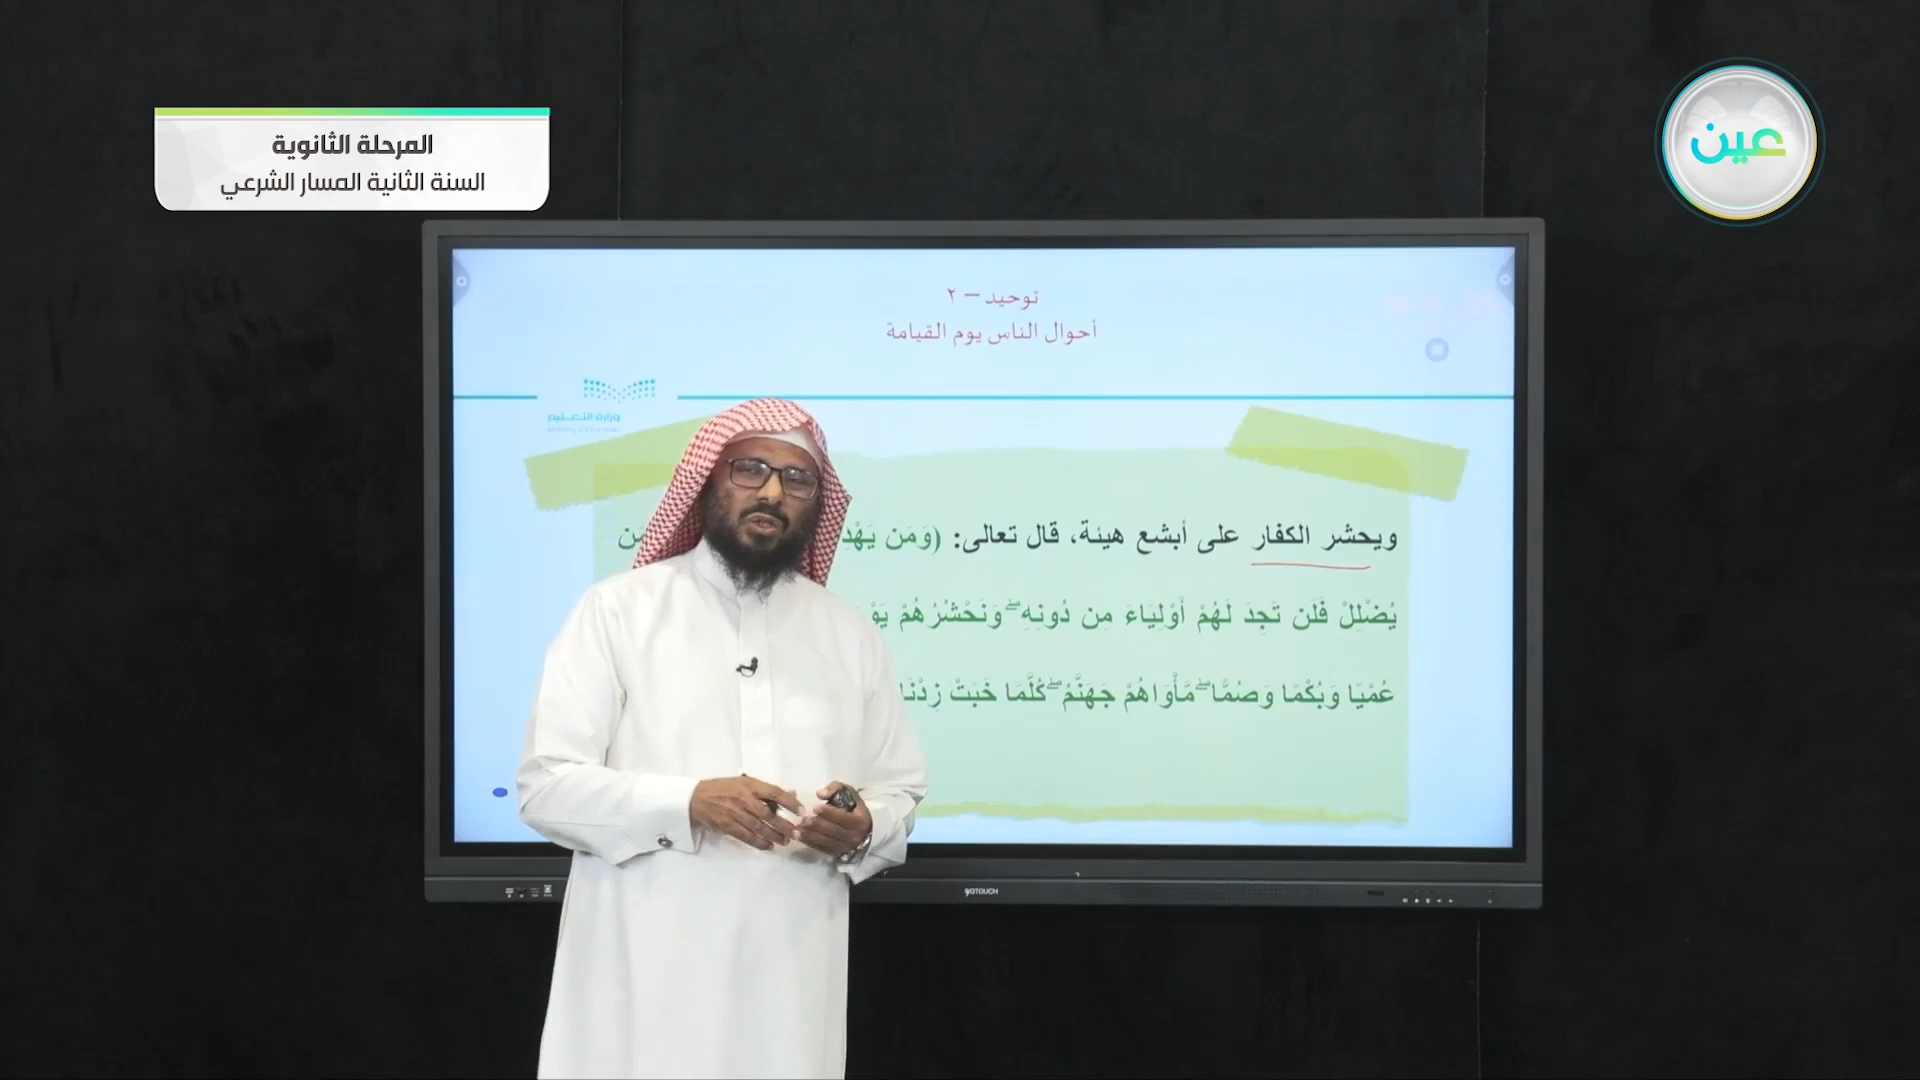 المرحلة الثانوية
السنة الثانية المسار الشرعي
عين
توحيد – ٢
أحوال الناس يوم القيامة
وزارة التعليم
ويحشر الكفار على أبشع هيئة، قال تعالى: (وَمَن يَهْدِ
يُضْلِلْ فَلَن تَجِدَ لَهُمْ أَوْلِيَاءَ مِن دُونِهِ ۖ وَنَحْشُرُهُمْ
عُمْيًا وَبُكْمًا وَصُمًّا ۖ مَّأْوَاهُمْ جَهَنَّمُ ۖ كُلَّمَا خَبَتْ زِدْنَا